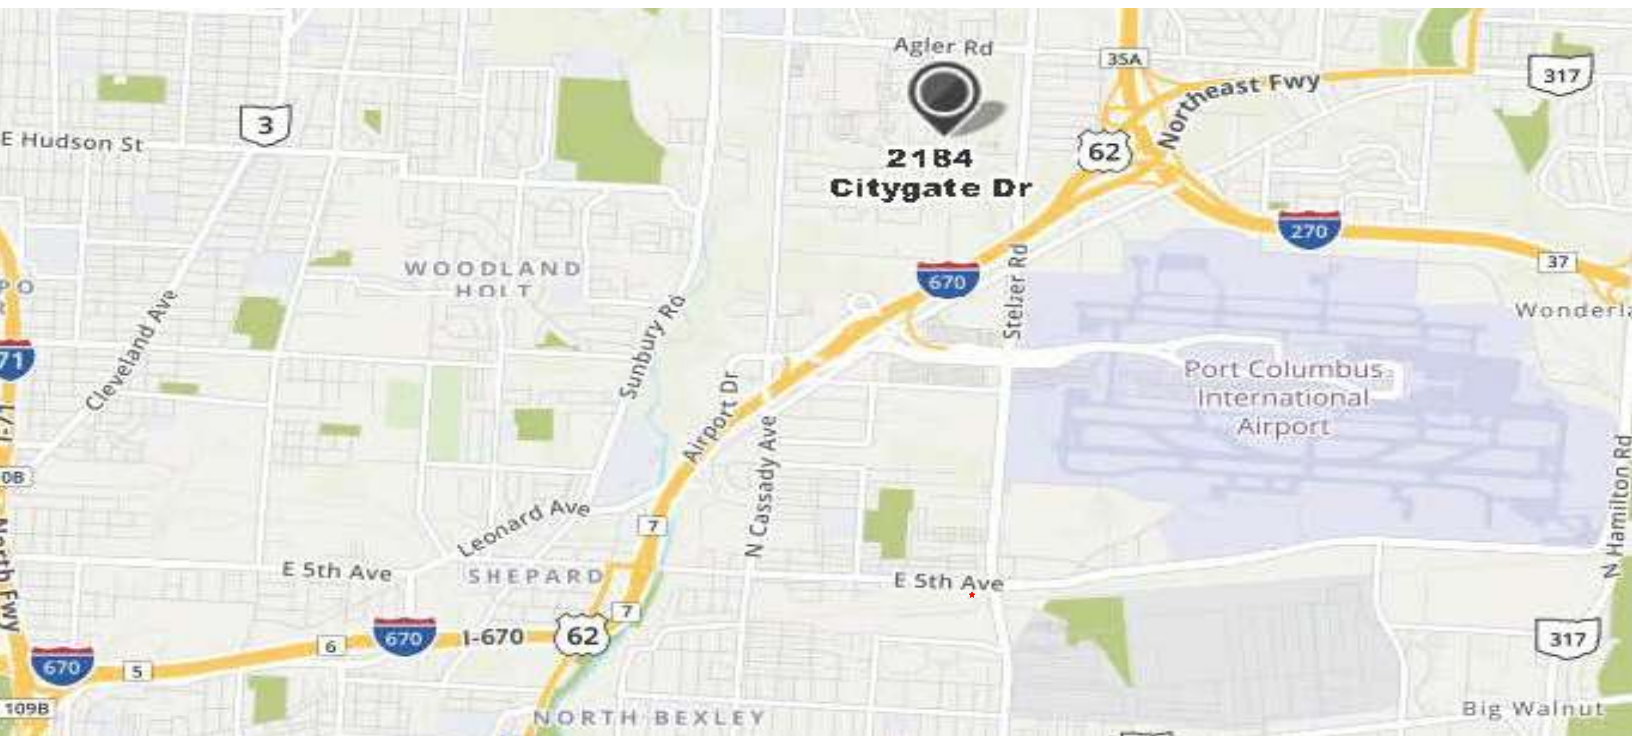 Agler Rd
35A
Northeast Fwy
317
3
E Hudson St
62
2184
Citygate Dr
270
37
WOODLAND
HOLT
670
Stelzer Rd
Sunbury Rd
Cleveland Ave
71
Port Columbus
International
Airport
Airport Dr
N Cassady Ave
N Hamilton Rd
Leonard Ave
7
E 5th Ave
SHEPARD
E 5th Ave
North Fwy
7
670
I-670
62
6
317
670
5
109B
NORTH BEXLEY
Big Walnut